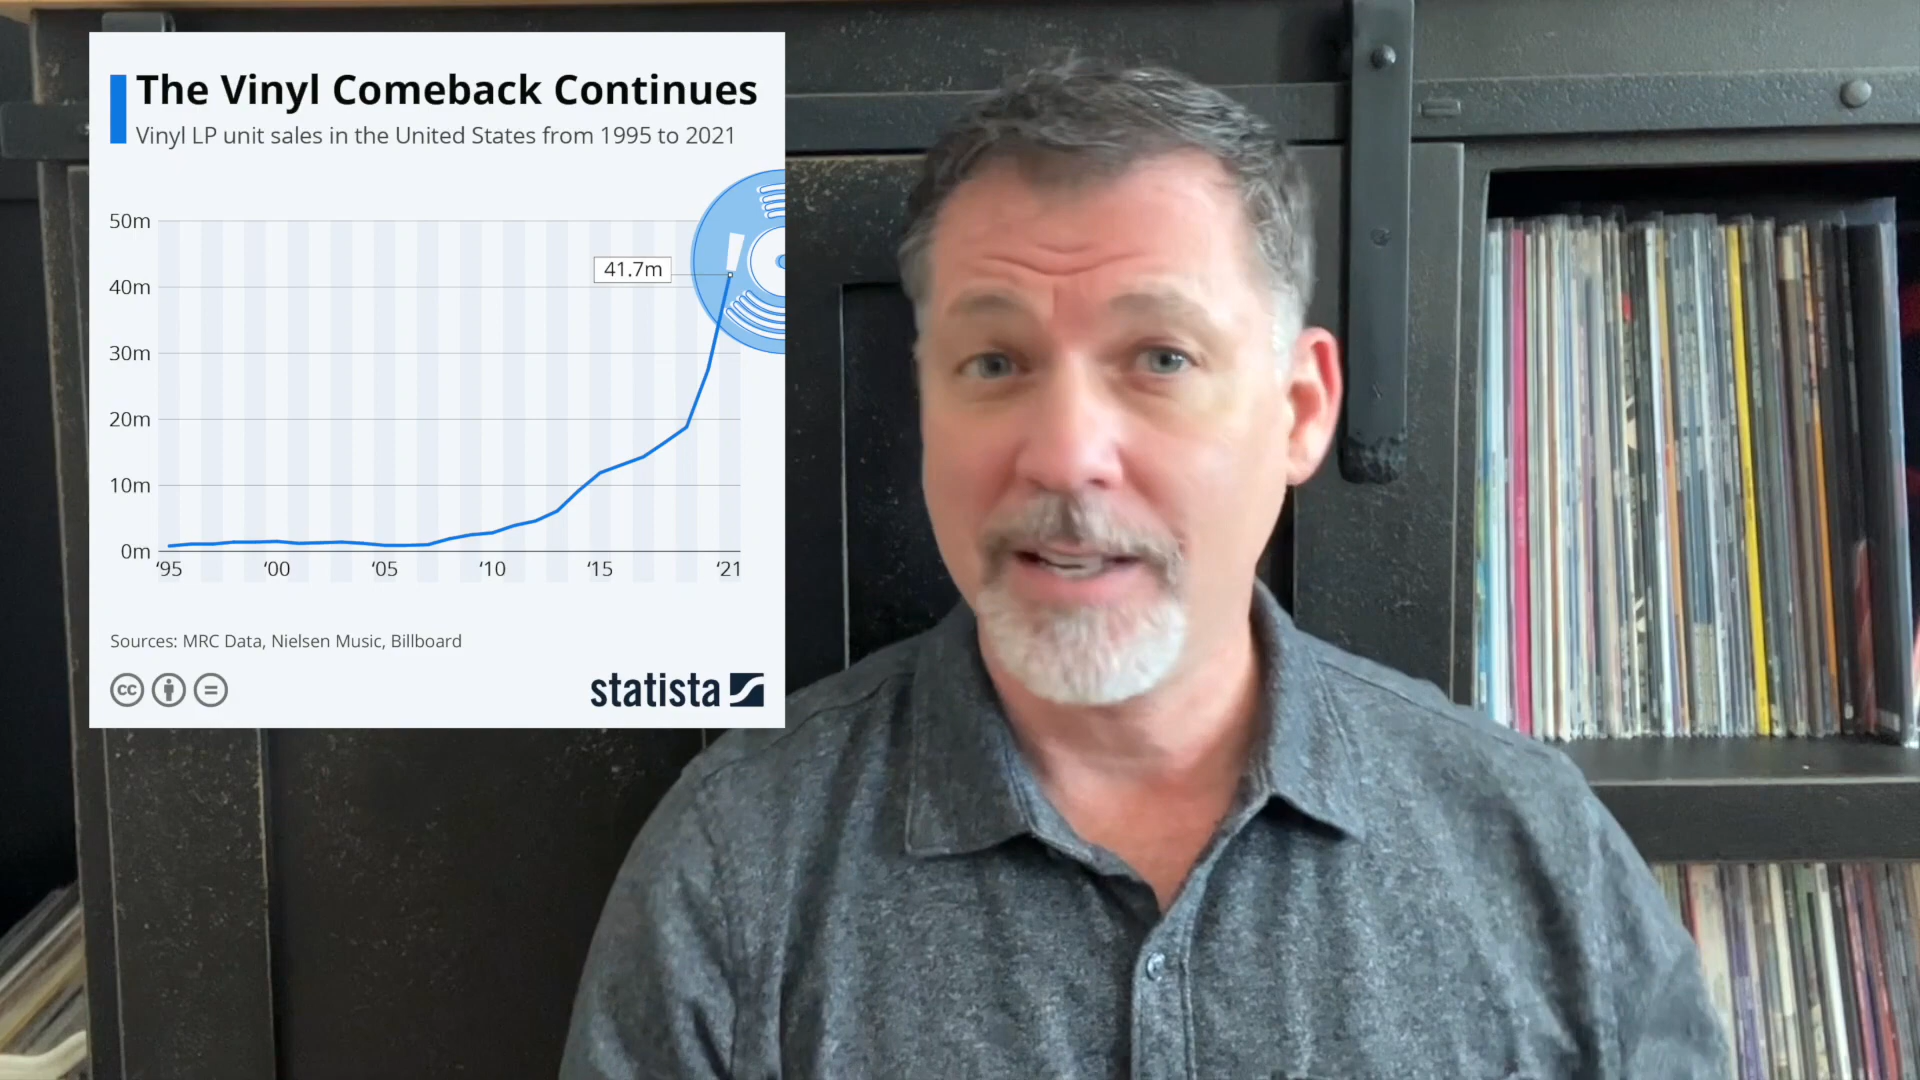 The Vinyl Comeback Continues
Vinyl LP unit sales in the United States from 1995 to 2021
50m
40m
30m
20m
10m
0m
41.7m
‘95 ‘00 ‘05 ‘10 ‘15 ‘21
Sources: MRC Data, Nielsen Music, Billboard
cc
statista